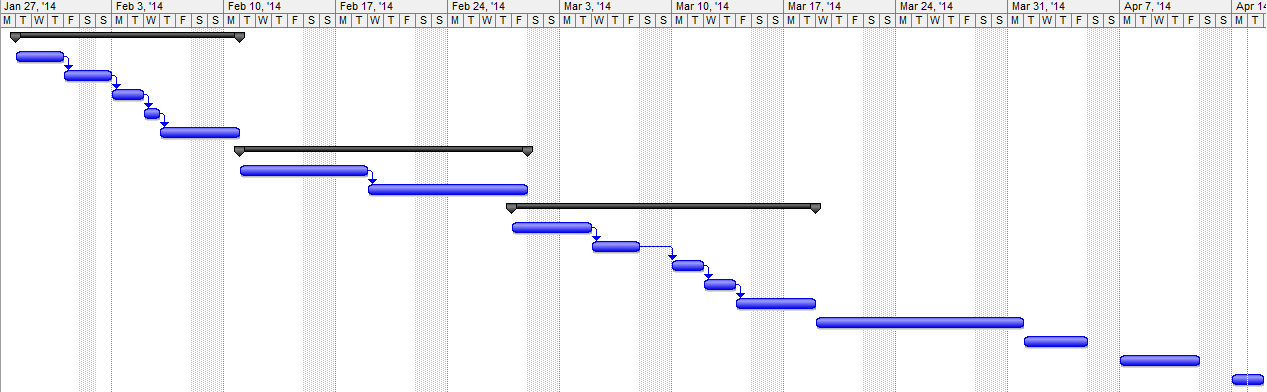 Jan 27, '14 Feb 3, '14 Feb 10, '14 Feb 17, '14 Feb 24, '14 Mar 3, '14 Mar 10, '14 Mar 17, '14 Mar 24, '14 Mar 31, '14 Apr 7, '14 Apr 14
M T W T F S S M T W T F S S M T W T F S S M T W T F S S M T W T F S S M T W T F S S M T W T F S S M T W T F S S M T W T F S S M T W T F S S M T W T F S S M T